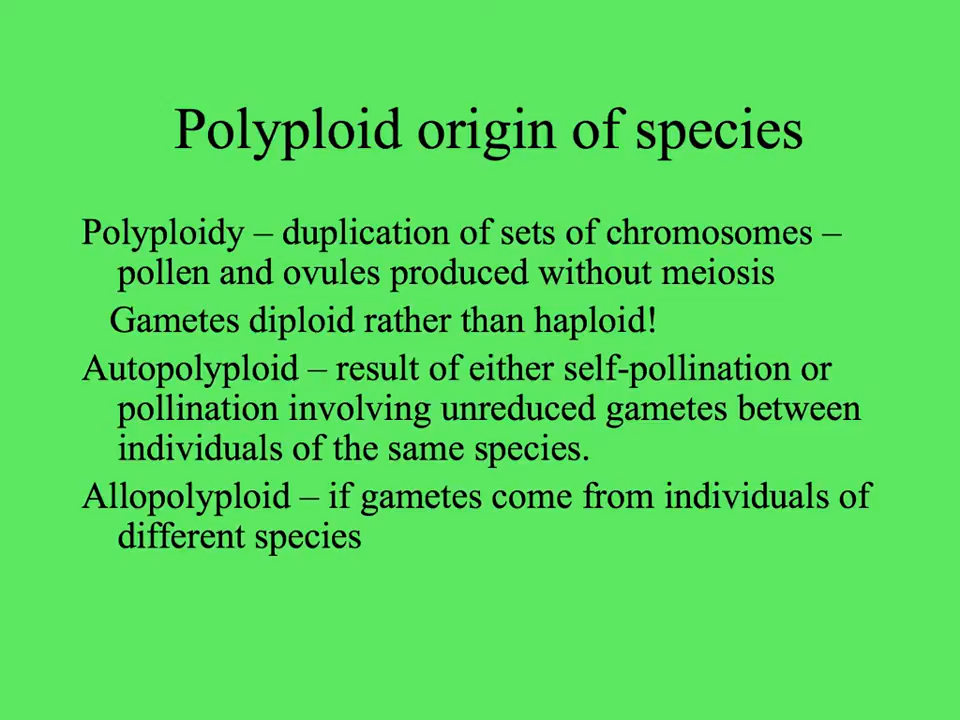 Polyploid origin of species
Polyploidy – duplication of sets of chromosomes –
pollen and ovules produced without meiosis
Gametes diploid rather than haploid!
Autopolyploid – result of either self-pollination or
pollination involving unreduced gametes between
individuals of the same species.
Allopolyploid – if gametes come from individuals of
different species